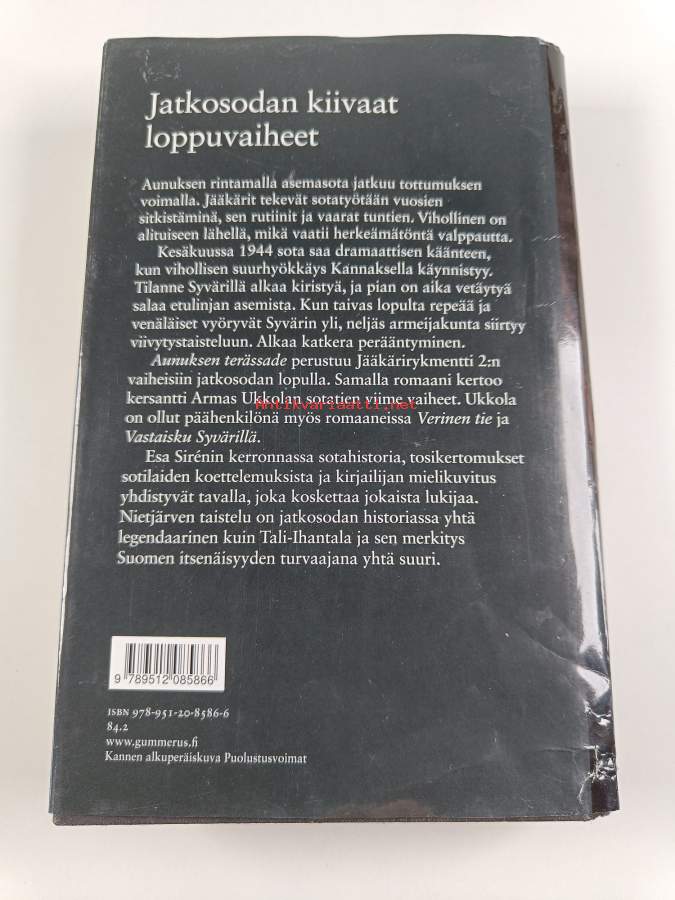 Jatkosodan kiivaat
loppuvaiheet
Aunuksen rintamalla asemasota jatkuu tottumuksen
voimalla. Jääkärit tekevät sotatyötään vuosien
sitkistäminä, sen rutiinit ja vaarat tuntien. Vihollinen on
alituiseen lähellä, mikä vaatii herkeämätöntä valppautta.
Kesäkuussa 1944 sota saa dramaattisen käänteen,
kun vihollisen suurhyökkäys Kannaksella käynnistyy.
Tilanne Syvärillä alkaa kiristyä, ja pian on aika vetäytyä
salaa etulinjan asemista. Kun taivas lopulta repeää ja
venäläiset vyöryvät Syvärin yli, neljäs armeijakunta siirtyy
viivytystaisteluun. Alkaa katkera perääntyminen.
Aunuksen terässade perustuu Jääkärirykmentti 2:n
vaiheisiin jatkosodan lopulla. Samalla romaani kertoo
kersantti Armas Ukkolan sotatien viime vaiheet. Ukkola
Antikvariaatti.net
on ollut päähenkilönä myös romaaneissa Verinen tie ja
Vastaisku Syvärillä.
Esa Sirénin kerronnassa sotahistoria, tosikertomukset
sotilaiden koettelemuksista ja kirjailijan mielikuvitus
yhdistyvät tavalla, joka koskettaa jokaista lukijaa.
Nietjärven taistelu on jatkosodan historiassa yhtä
legendaarinen kuin Tali-Ihantala ja sen merkitys
Suomen itsenäisyyden turvaajana yhtä suuri.
9 789512 085866
ISBN 978-951-20-8586-6
84.2
www.gummerus.fi
Kannen alkuperäiskuva Puolustusvoimat